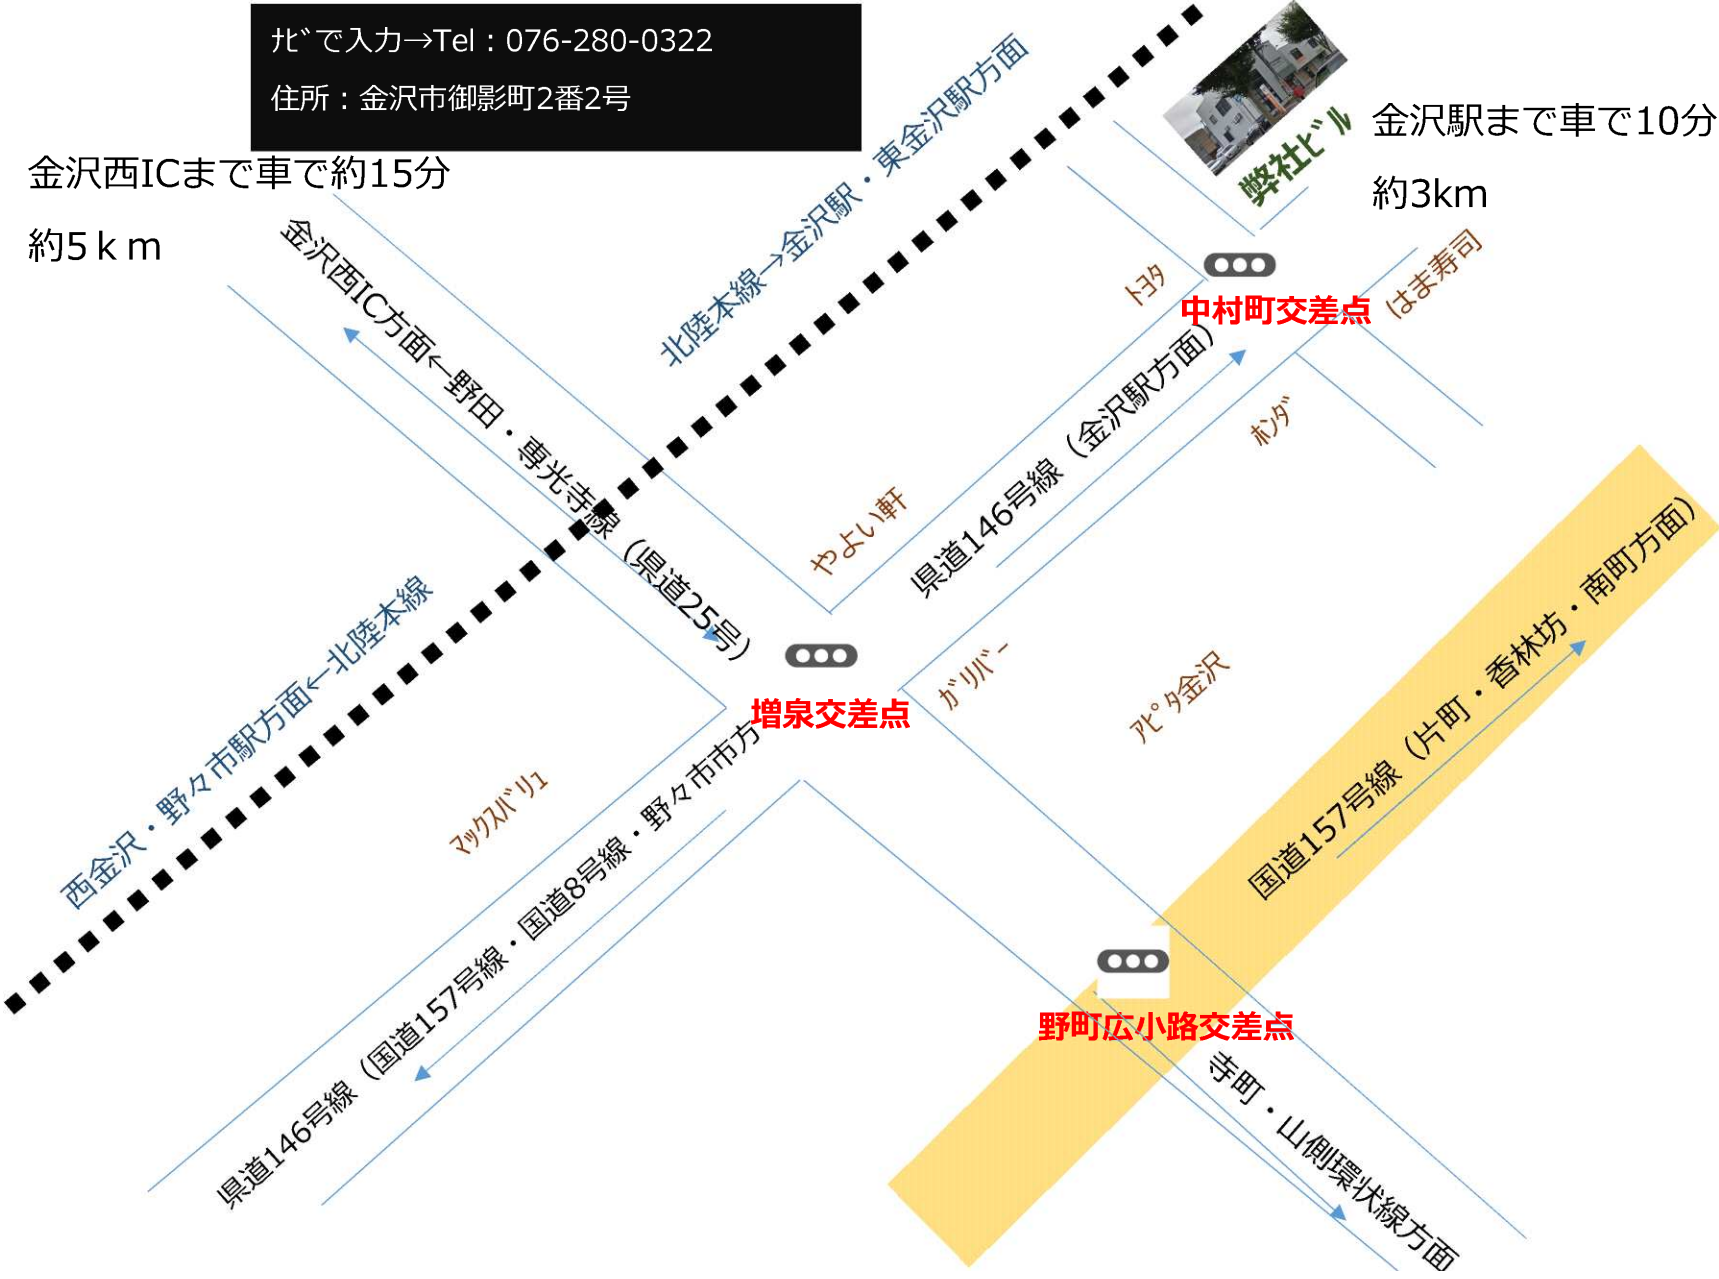 ﾅﾋﾞで入力→Tel：076-280-0322
住所：金沢市御影町2番2号
金沢西ICまで車で約15分
約5ｋｍ
金沢駅まで車で10分
約3km
弊社ﾋﾞﾙ
北陸本線→金沢駅・東金沢駅方面
金沢西IC方面←野田・専光寺線（県道25号）
ﾄﾖﾀ
中村町交差点
はま寿司
ﾎﾝﾀﾞ
県道146号線（金沢駅方面）
やよい軒
西金沢・野々市駅方面←北陸本線
増泉交差点
ｶﾞﾘﾊﾞｰ
ｱﾋﾟﾀ金沢
国道157号線（片町・香林坊・南町方面）
ﾏｯｸｽﾊﾞﾘｭ
県道146号線（国道157号線・国道8号線・野々市市方
野町広小路交差点
寺町・山側環状線方面